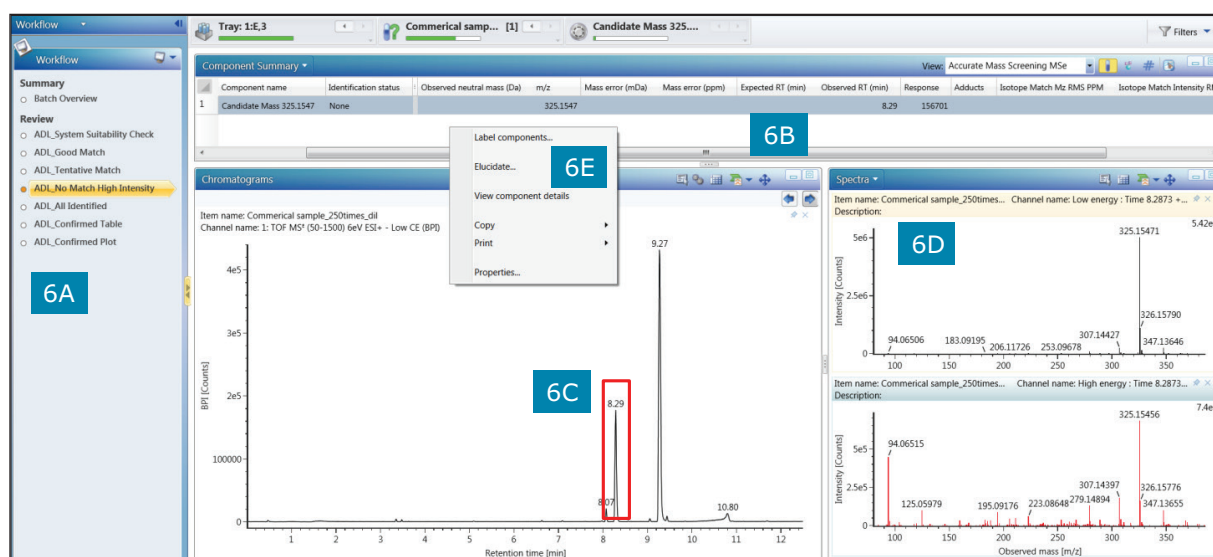 Workflow
Tray: 1:E,3
Commerical samp... [1]
Candidate Mass 325....
Filters
Workflow
Summary
Batch Overview
Review
ADL_System Suitability Check
ADL_Good Match
ADL_Tentative Match
ADL_No Match High Intensity
ADL_All Identified
ADL_Confirmed Table
ADL_Confirmed Plot
6A
Component Summary
View: Accurate Mass Screening MSe
Component name Identification status Observed neutral mass (Da) m/z Mass error (mDa) Mass error (ppm) Expected RT (min) Observed RT (min) Response Adducts Isotope Match Mz RMS PPM Isotope Match Intensity R
1 Candidate Mass 325.1547 None 325.1547 8.29 156701
6B
Label components...
Elucidate...
6E
View component details
Copy
Print
Properties...
Chromatograms
Item name: Commerical sample_250times_dil
Channel name: 1: TOF MSᴱ (50-1500) 6eV ESI+ - Low CE (BPI)
9.27
4e5
3e5
6C
BPI [Counts]
2e5
8.29
100000
8.07
10.80
0
1 2 3 4 5 6 7 8 9 10 11 12
Retention time [min]
Spectra
Item name: Commerical sample_250times... Channel name: Low energy : Time 8.2873 +...
Description:
5.42e
325.15471
5e6
6D
Intensity [Counts]
2.5e6
326.15790
307.14427
94.06506 183.09195 206.11726 253.09678 347.13646
0
100 150 200 250 300 350
Item name: Commerical sample_250times... Channel name: High energy : Time 8.2873...
Description:
7.4e
325.15456
94.06515
5e5
Intensity [Counts]
2.5e5
307.14397 326.15776
125.05979 195.09176 223.08648 279.14894 347.13655
0
100 150 200 250 300 350
Observed mass [m/z]